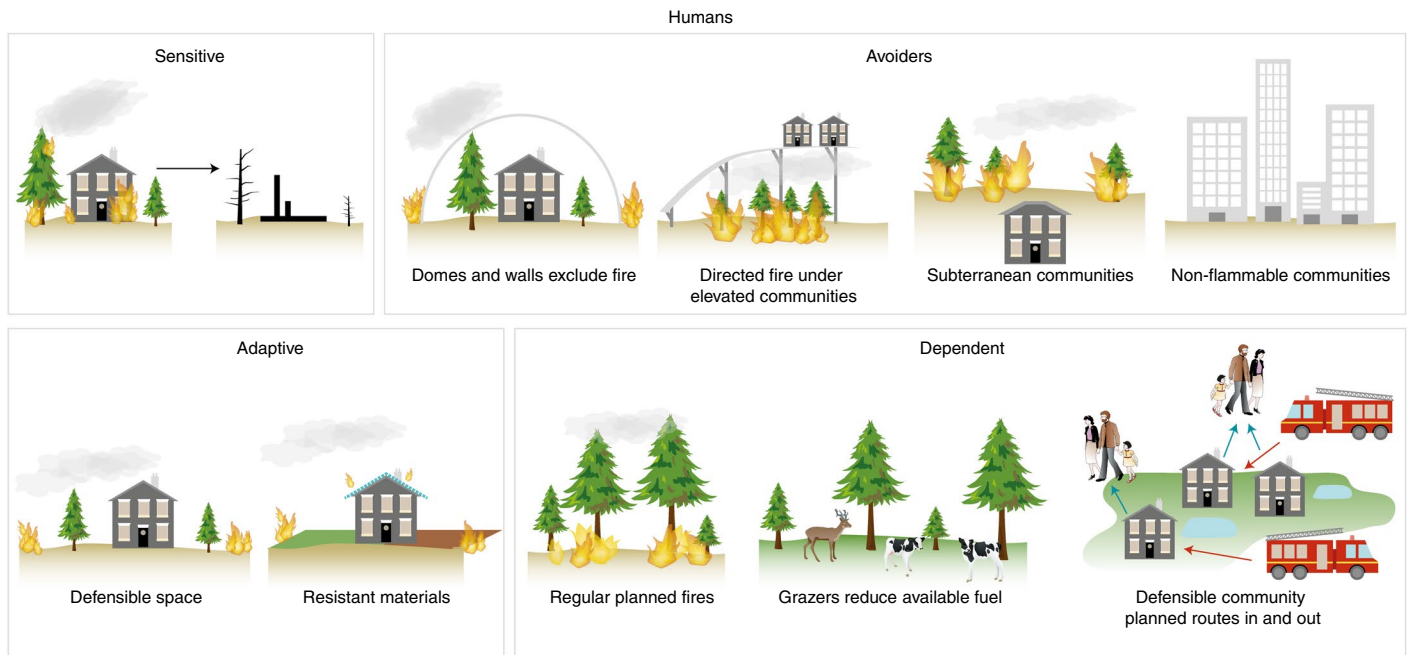 Humans
Sensitive
Avoiders
Domes and walls exclude fire
Directed fire under
elevated communities
Subterranean communities
Non-flammable communities
Adaptive
Dependent
Defensible space
Resistant materials
Regular planned fires
Grazers reduce available fuel
Defensible community
planned routes in and out